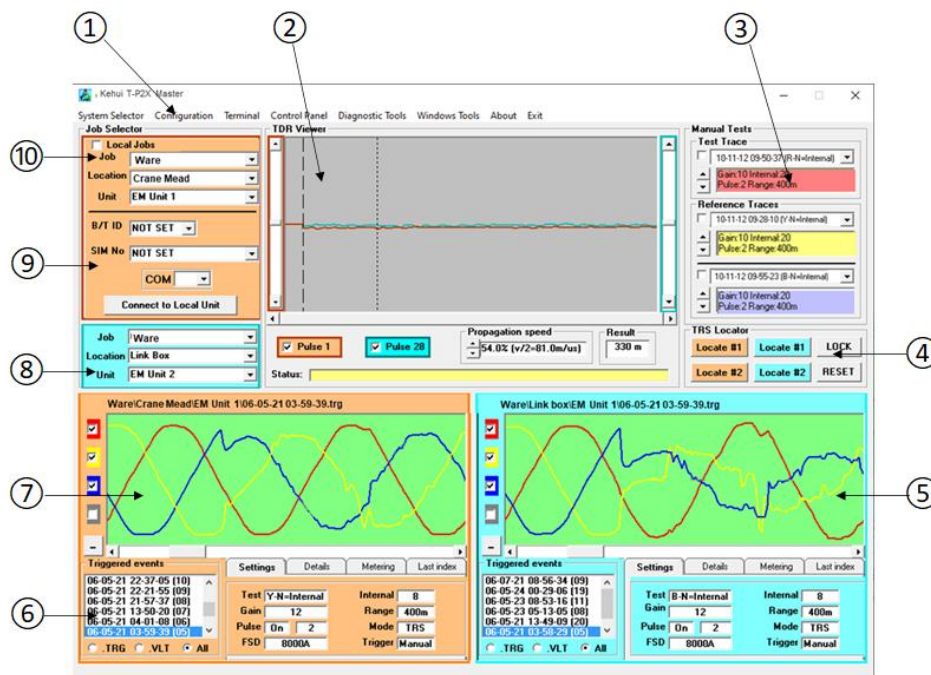 ① ② ③
Kehui T-P2X Master
System Selector Configuration Terminal Control Panel Diagnostic Tools Windows Tools About Exit
Job Selector
Local Jobs
⑩
Job Ware
Location Crane Mead
Unit EM Unit 1
B/T ID NOT SET
⑨
SIM No NOT SET
COM
Connect to Local Unit
⑧
Job Ware
Location Link Box
Unit EM Unit 2
TDR Viewer
Pulse 1
Pulse 28
Propagation speed
54.0% (v/2=81.0m/us)
Result
330 m
Status:
Manual Tests
Test Trace
10-11-12 09-50-37 (R-N=Internal)
Gain:10 Internal:20
Pulse:2 Range:400m
Reference Traces
10-11-12 09-28-10 (Y-N=Internal)
Gain:10 Internal:20
Pulse:2 Range:400m
10-11-12 09-55-23 (B-N=Internal)
Gain:10 Internal:20
Pulse:2 Range:400m
TRS Locator
Locate #1 Locate #1 LOCK
④
Locate #2 Locate #2 RESET
Ware\Crane Mead\EM Unit 1\06-05-21 03-59-39.trg
⑦
Triggered events
06-05-21 22-37-05 (10)
06-05-21 22-21-55 (09)
06-05-21 21-57-37 (08)
06-05-21 13-50-20 (07)
⑥
06-05-21 04-01-08 (06)
06-05-21 03-59-39 (05)
.TRG .VLT All
Settings Details Metering Last index
Test Y-N=Internal Internal 8
Gain 12 Range 400m
Pulse On 2 Mode TRS
FSD 8000A Trigger Manual
Ware\Link box\EM Unit 1\06-05-21 03-59-39.trg
⑤
Triggered events
06-07-21 08-56-34 (09)
06-05-24 00-29-06 (19)
06-05-23 08-53-16 (11)
06-05-23 05-13-05 (08)
06-05-21 13-49-09 (20)
06-05-21 03-58-29 (05)
.TRG .VLT All
Settings Details Metering Last index
Test B-N=Internal Internal 8
Gain 12 Range 400m
Pulse On 2 Mode TRS
FSD 8000A Trigger Manual